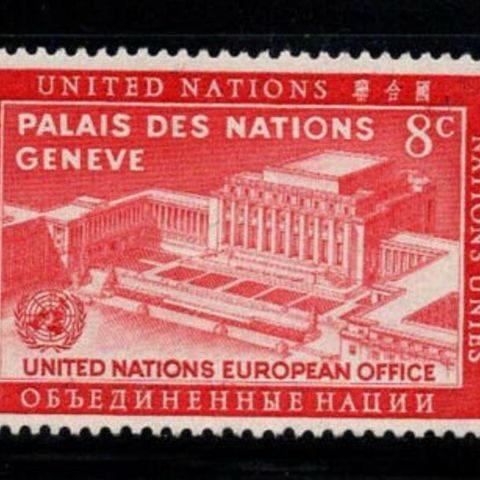 UNITED NATIONS 國合聯
PALAIS DES NATIONS 8c
GENEVE
NATIONS UNIES
UNITED NATIONS EUROPEAN OFFICE
ОБЪЕДИНЕННЫЕ НАЦИИ